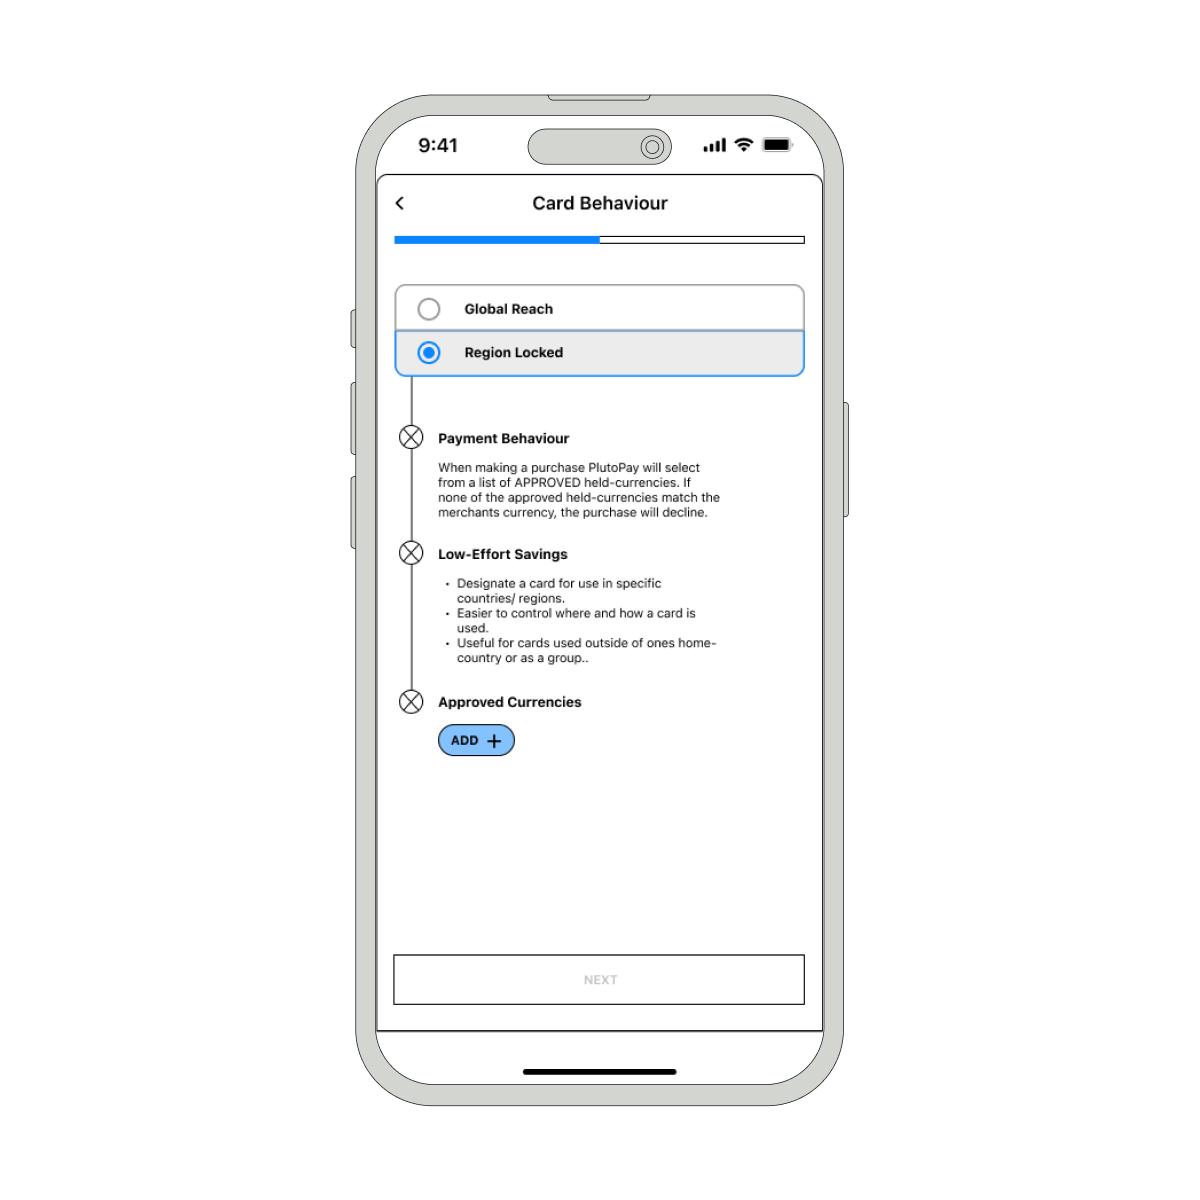 9:41
Card Behaviour
Global Reach
Region Locked
Payment Behaviour
When making a purchase PlutoPay will select
from a list of APPROVED held-currencies. If
none of the approved held-currencies match the
merchants currency, the purchase will decline.
Low-Effort Savings
• Designate a card for use in specific
countries/ regions.
• Easier to control where and how a card is
used.
• Useful for cards used outside of ones home-
country or as a group..
Approved Currencies
ADD +
NEXT